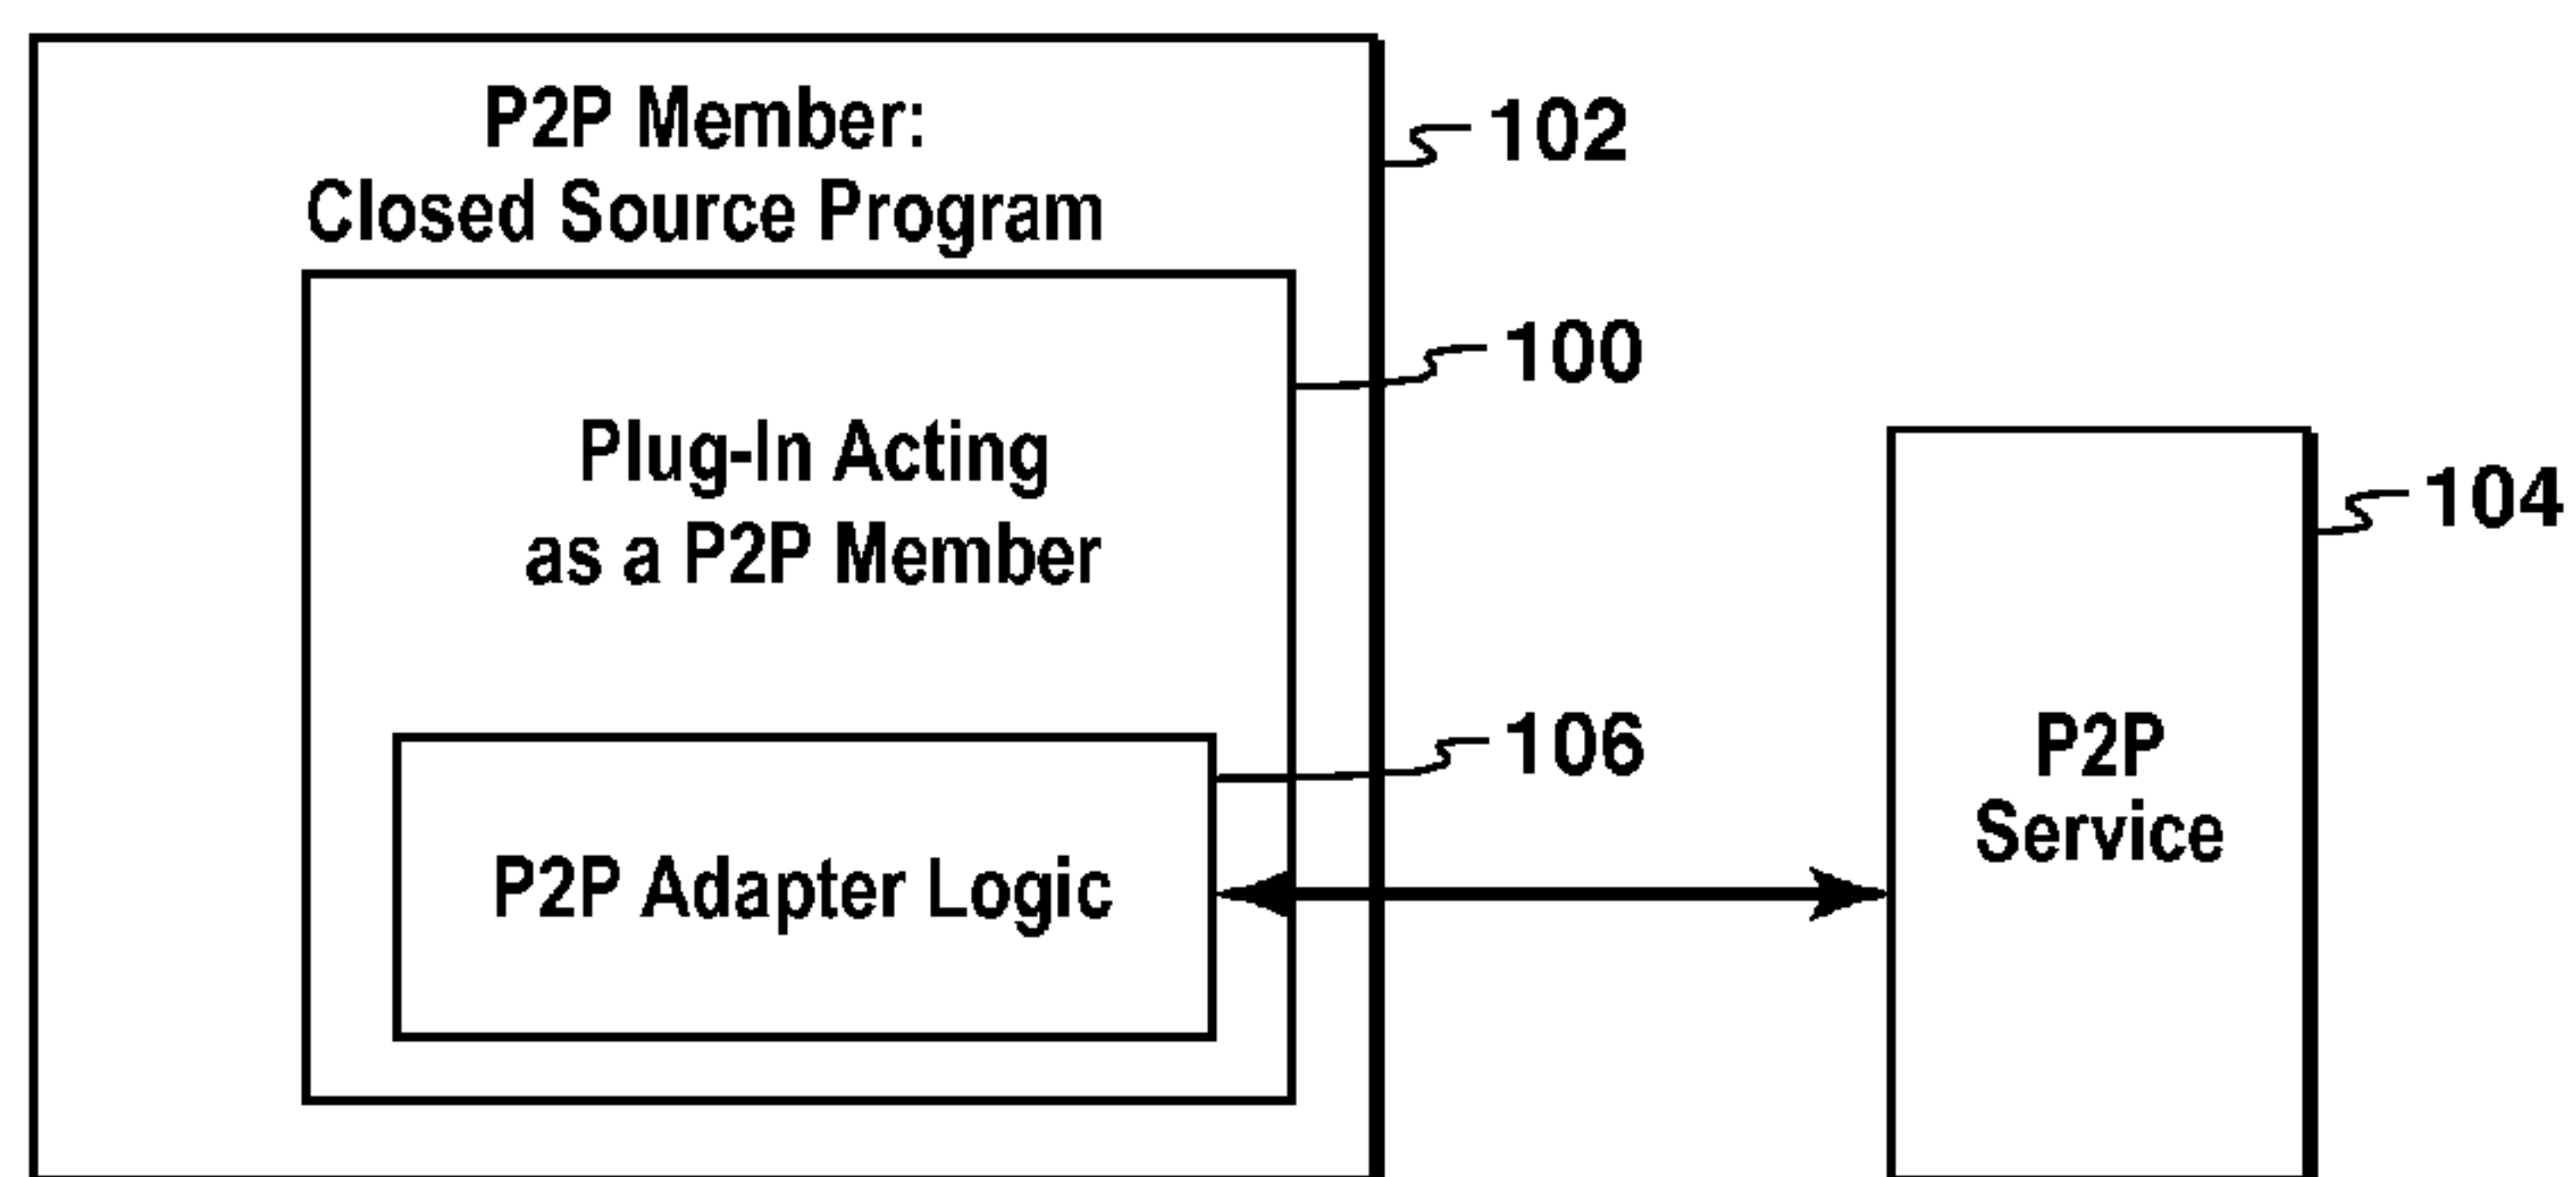 P2P Member:
Closed Source Program
102
100
Plug-In Acting
as a P2P Member
104
106
P2P
Service
P2P Adapter Logic